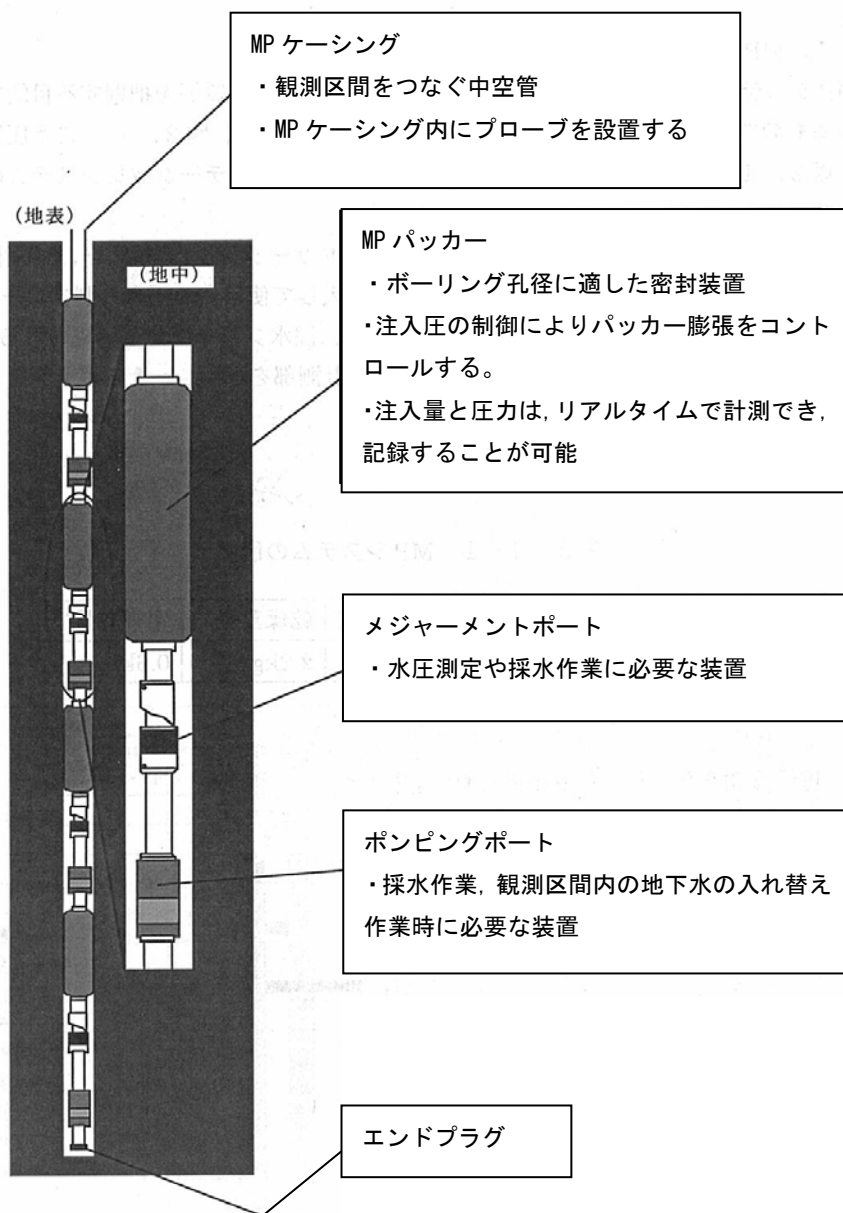 MP ケーシング
・観測区間をつなぐ中空管
・MP ケーシング内にプローブを設置する
（地表）
（地中）
MP パッカー
・ボーリング孔径に適した密封装置
・注入圧の制御によりパッカー膨張をコント
ロールする。
・注入量と圧力は，リアルタイムで計測でき，
記録することが可能
メジャーメントポート
・水圧測定や採水作業に必要な装置
ポンピングポート
・採水作業，観測区間内の地下水の入れ替え
作業時に必要な装置
エンドプラグ